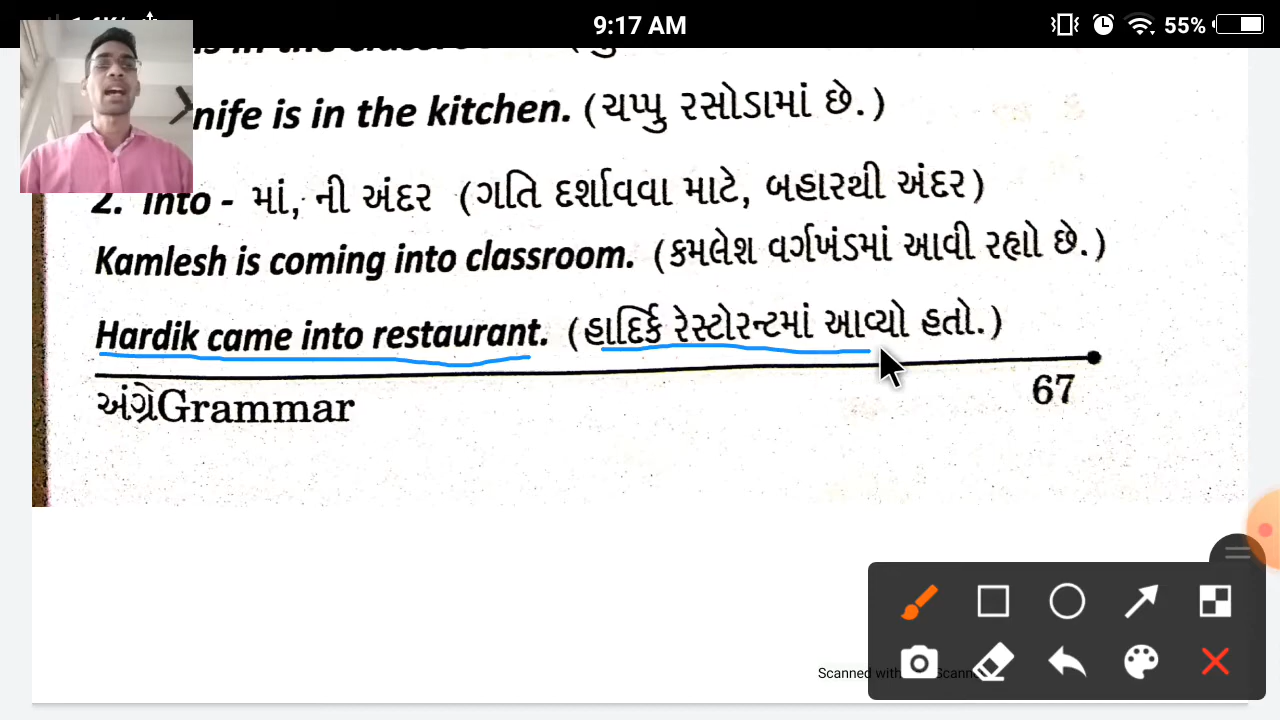 9:17 AM 55%
in the
nife is in the kitchen. (ચપ્પુ રસોડામાં છે.)
2. Into - માં, ની અંદર (ગતિ દર્શાવવા માટે, બહારથી અંદર)
Kamlesh is coming into classroom. (કમલેશ વર્ગખંડમાં આવી રહ્યો છે.)
Hardik came into restaurant. (હાદિર્ક રેસ્ટોરન્ટમાં આવ્યો હતો.)
અંગ્રેGrammar 67
Scanned with